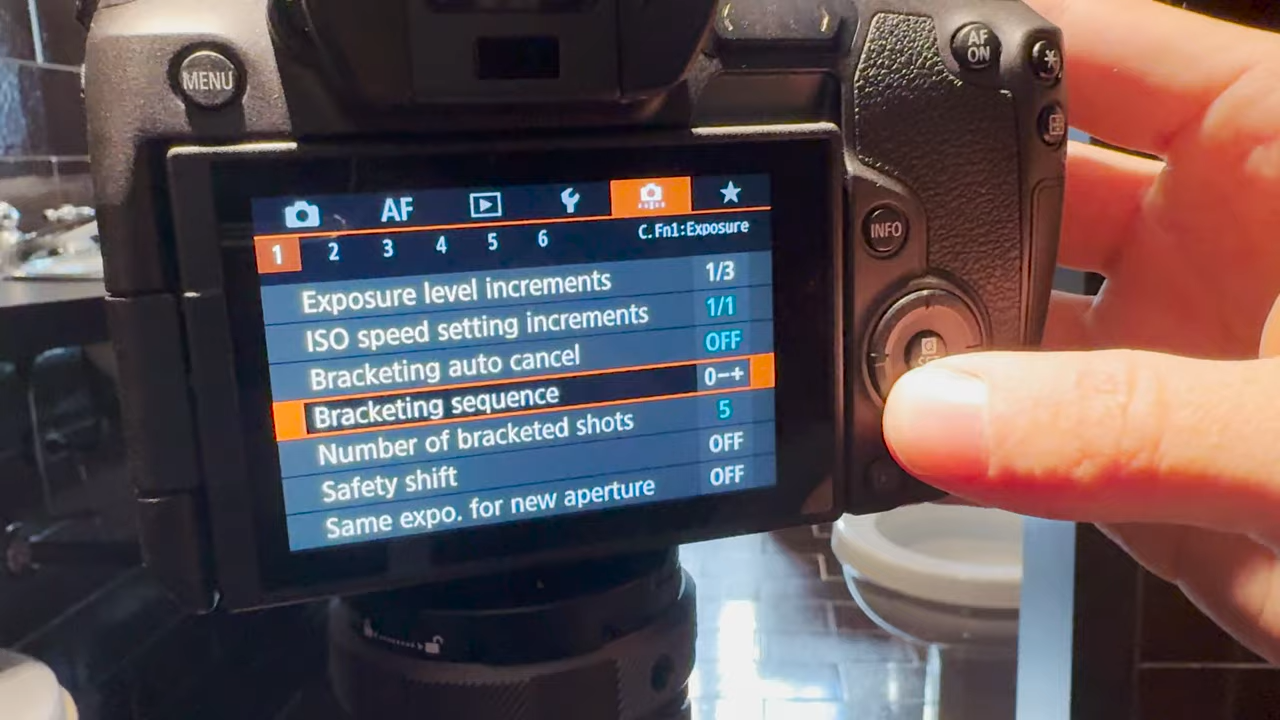 MENU
AF
ON
INFO
AF
1 2 3 4 5 6 C.Fn1:Exposure
Exposure level increments 1/3
ISO speed setting increments 1/1
Bracketing auto cancel OFF
Bracketing sequence 0-+
Number of bracketed shots 5
Safety shift OFF
Same expo. for new aperture OFF